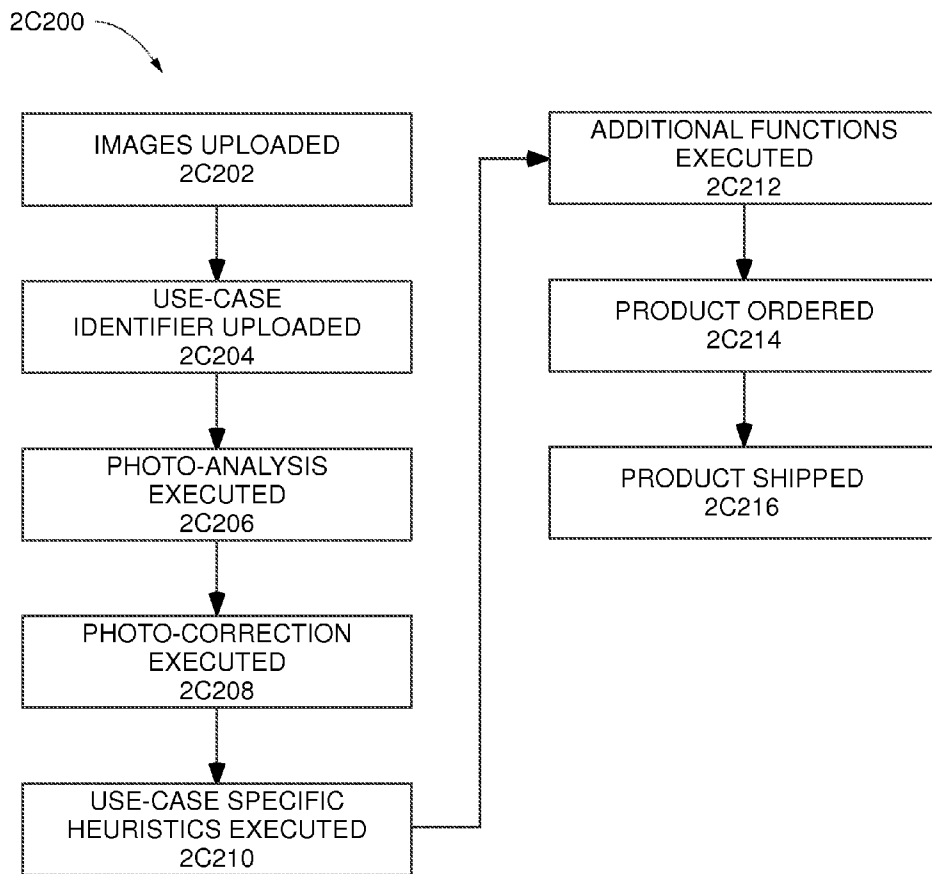 2C200
IMAGES UPLOADED
2C202
USE-CASE
IDENTIFIER UPLOADED
2C204
PHOTO-ANALYSIS
EXECUTED
2C206
PHOTO-CORRECTION
EXECUTED
2C208
USE-CASE SPECIFIC
HEURISTICS EXECUTED
2C210
ADDITIONAL FUNCTIONS
EXECUTED
2C212
PRODUCT ORDERED
2C214
PRODUCT SHIPPED
2C216